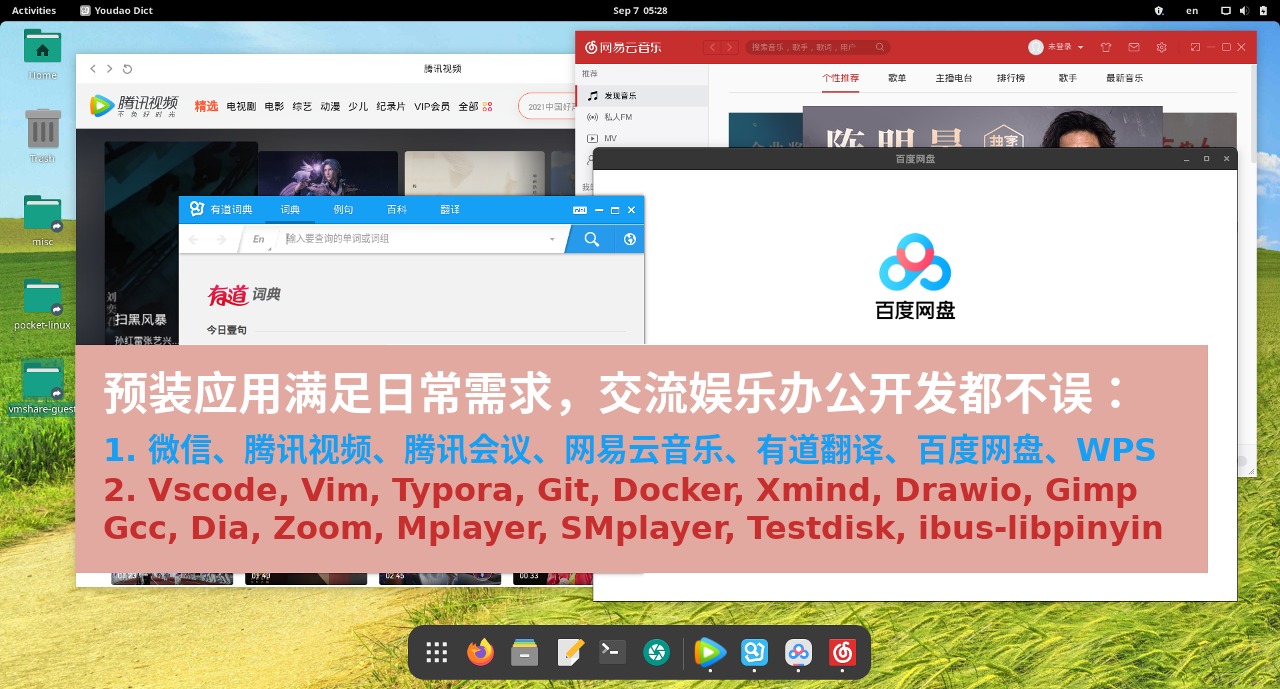 Activities
Youdao Dict
Sep 7 05:28
en
Home
Trash
misc
pocket-linux
vmshare-guest
腾讯视频
腾讯视频
不负好时光
精选 电视剧 电影 综艺 动漫 少儿 纪录片 VIP会员 全部
2021中国好
扫黑风暴
孙红雷张艺兴...
网易云音乐
搜索音乐，歌手，歌词，用户
未登录
推荐
发现音乐
私人FM
MV
个性推荐 歌单 主播电台 排行榜 歌手 最新音乐
陈明昊
独家
百度网盘
百度网盘
有道词典 词典 例句 百科 翻译
mini
En 输入要查询的单词或词组
有道 词典
今日壹句
预装应用满足日常需求，交流娱乐办公开发都不误：
1. 微信、腾讯视频、腾讯会议、网易云音乐、有道翻译、百度网盘、WPS
2. Vscode, Vim, Typora, Git, Docker, Xmind, Drawio, Gimp
Gcc, Dia, Zoom, Mplayer, SMplayer, Testdisk, ibus-libpinyin
01:23 01:40 02:45 00:33